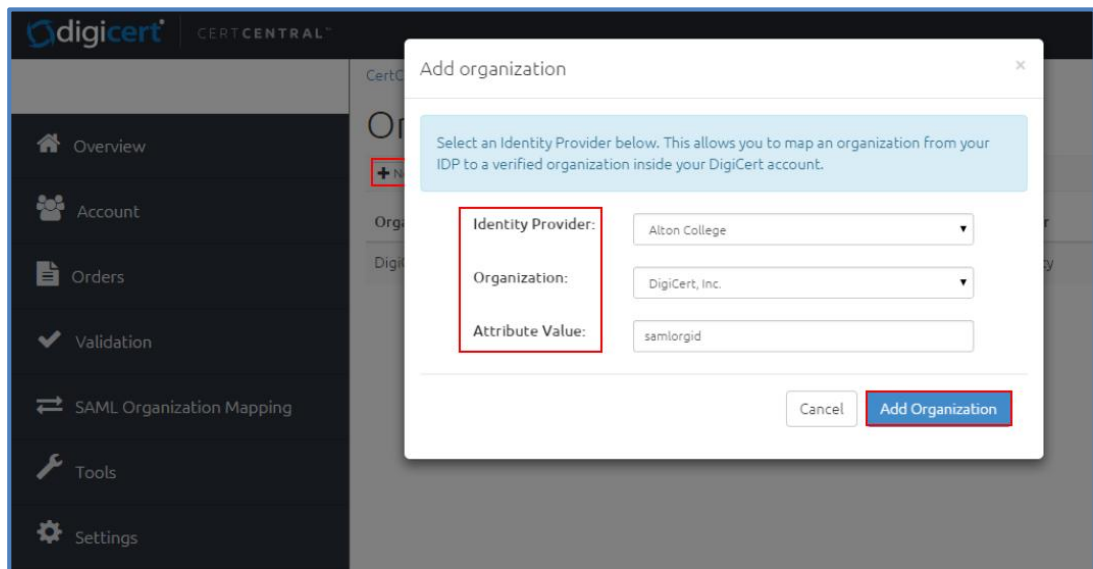 digicert CERTCENTRAL
Add organization ×
Select an Identity Provider below. This allows you to map an organization from your
IDP to a verified organization inside your DigiCert account.
Identity Provider: Alton College
Organization: DigiCert, Inc.
Attribute Value: samlorgid
Cancel Add Organization
Overview
Account
Orders
Validation
SAML Organization Mapping
Tools
Settings